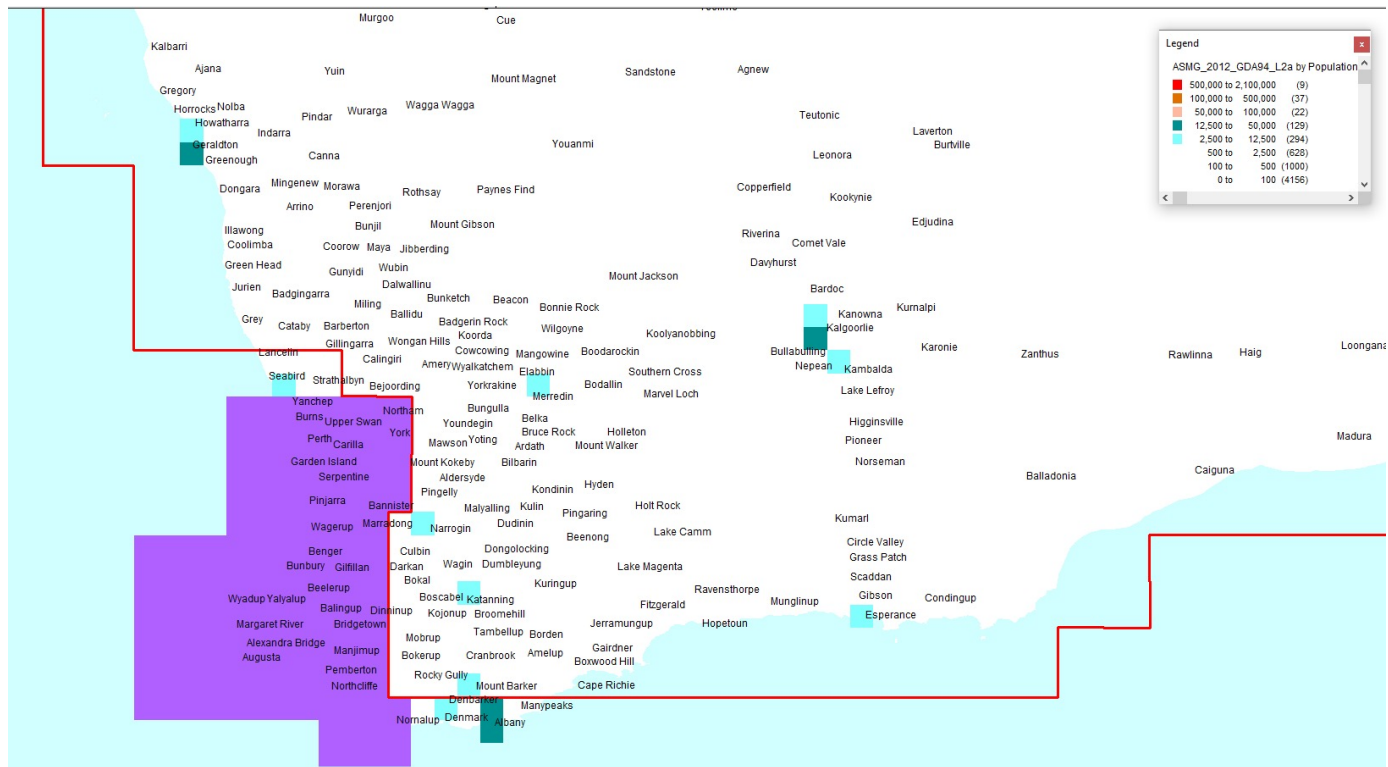 Murgoo
Cue
Kalbarri
Ajana
Yuin
Mount Magnet
Sandstone
Agnew
Gregory
Horrocks
Nolba
Pindar
Wurarga
Wagga Wagga
Teutonic
Howatharra
Indarra
Laverton
Burtville
Geraldton
Greenough
Canna
Youanmi
Leonora
Dongara
Mingenew
Morawa
Rothsay
Paynes Find
Copperfield
Kookynie
Arrino
Perenjori
Illawong
Bunjil
Mount Gibson
Riverina
Edjudina
Coolimba
Coorow
Maya
Jibberding
Comet Vale
Green Head
Gunyidi
Wubin
Davyhurst
Jurien
Badgingarra
Dalwallinu
Mount Jackson
Bardoc
Miling
Bunketch
Beacon
Bonnie Rock
Grey
Cataby
Barberton
Ballidu
Badgerin Rock
Wilgoyne
Kanowna
Kurnalpi
Kalgoorlie
Gillingarra
Wongan Hills
Koorda
Koolyanobbing
Lancelin
Calingiri
Cowcowing
Mangowine
Boodarockin
Bullabulling
Karonie
Zanthus
Rawlinna
Haig
Loongana
Amery
Wyalkatchem
Elabbin
Southern Cross
Nepean
Kambalda
Seabird
Strathalbyn
Bejoording
Yorkrakine
Merredin
Bodallin
Marvel Loch
Lake Lefroy
Yanchep
Northam
Bungulla
Burns
Upper Swan
Youndegin
Belka
Higginsville
Perth
Carilla
York
Mawson
Yoting
Bruce Rock
Ardath
Holleton
Mount Walker
Pioneer
Madura
Garden Island
Mount Kokeby
Bilbarin
Norseman
Serpentine
Aldersyde
Hyden
Balladonia
Caiguna
Pinjarra
Bannister
Pingelly
Kondinin
Malyalling
Kulin
Pingaring
Holt Rock
Wagerup
Marradong
Narrogin
Dudinin
Beenong
Lake Camm
Kumarl
Benger
Culbin
Dongolocking
Circle Valley
Bunbury
Gilfillan
Darkan
Wagin
Dumbleyung
Lake Magenta
Grass Patch
Beelerup
Bokal
Kuringup
Ravensthorpe
Scaddan
Wyadup
Yalyalup
Boscabel
Katanning
Fitzgerald
Munglinup
Gibson
Condingup
Balingup
Dinninup
Kojonup
Broomehill
Esperance
Margaret River
Bridgetown
Jerramungup
Hopetoun
Alexandra Bridge
Mobrup
Tambellup
Borden
Augusta
Manjimup
Bokerup
Cranbrook
Amelup
Gairdner
Boxwood Hill
Pemberton
Rocky Gully
Northcliffe
Mount Barker
Cape Richie
Denbarker
Manypeaks
Nornalup
Denmark
Albany
Legend
x
ASMG_2012_GDA94_L2a by Population
500,000 to 2,100,000 (9)
100,000 to 500,000 (37)
50,000 to 100,000 (22)
12,500 to 50,000 (129)
2,500 to 12,500 (294)
500 to 2,500 (628)
100 to 500 (1000)
0 to 100 (4156)